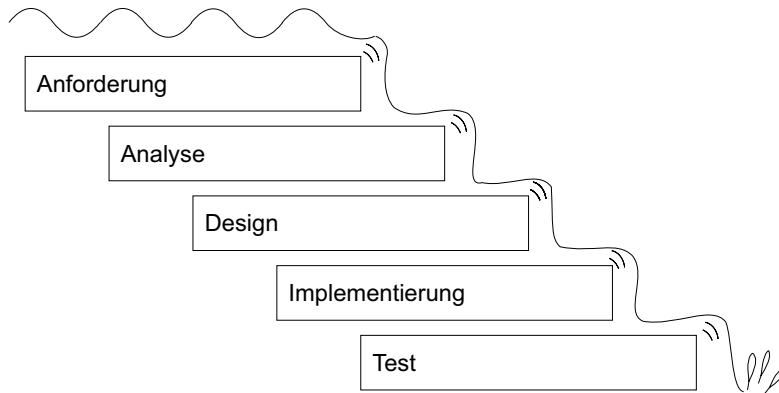 Anforderung
Analyse
Design
Implementierung
Test